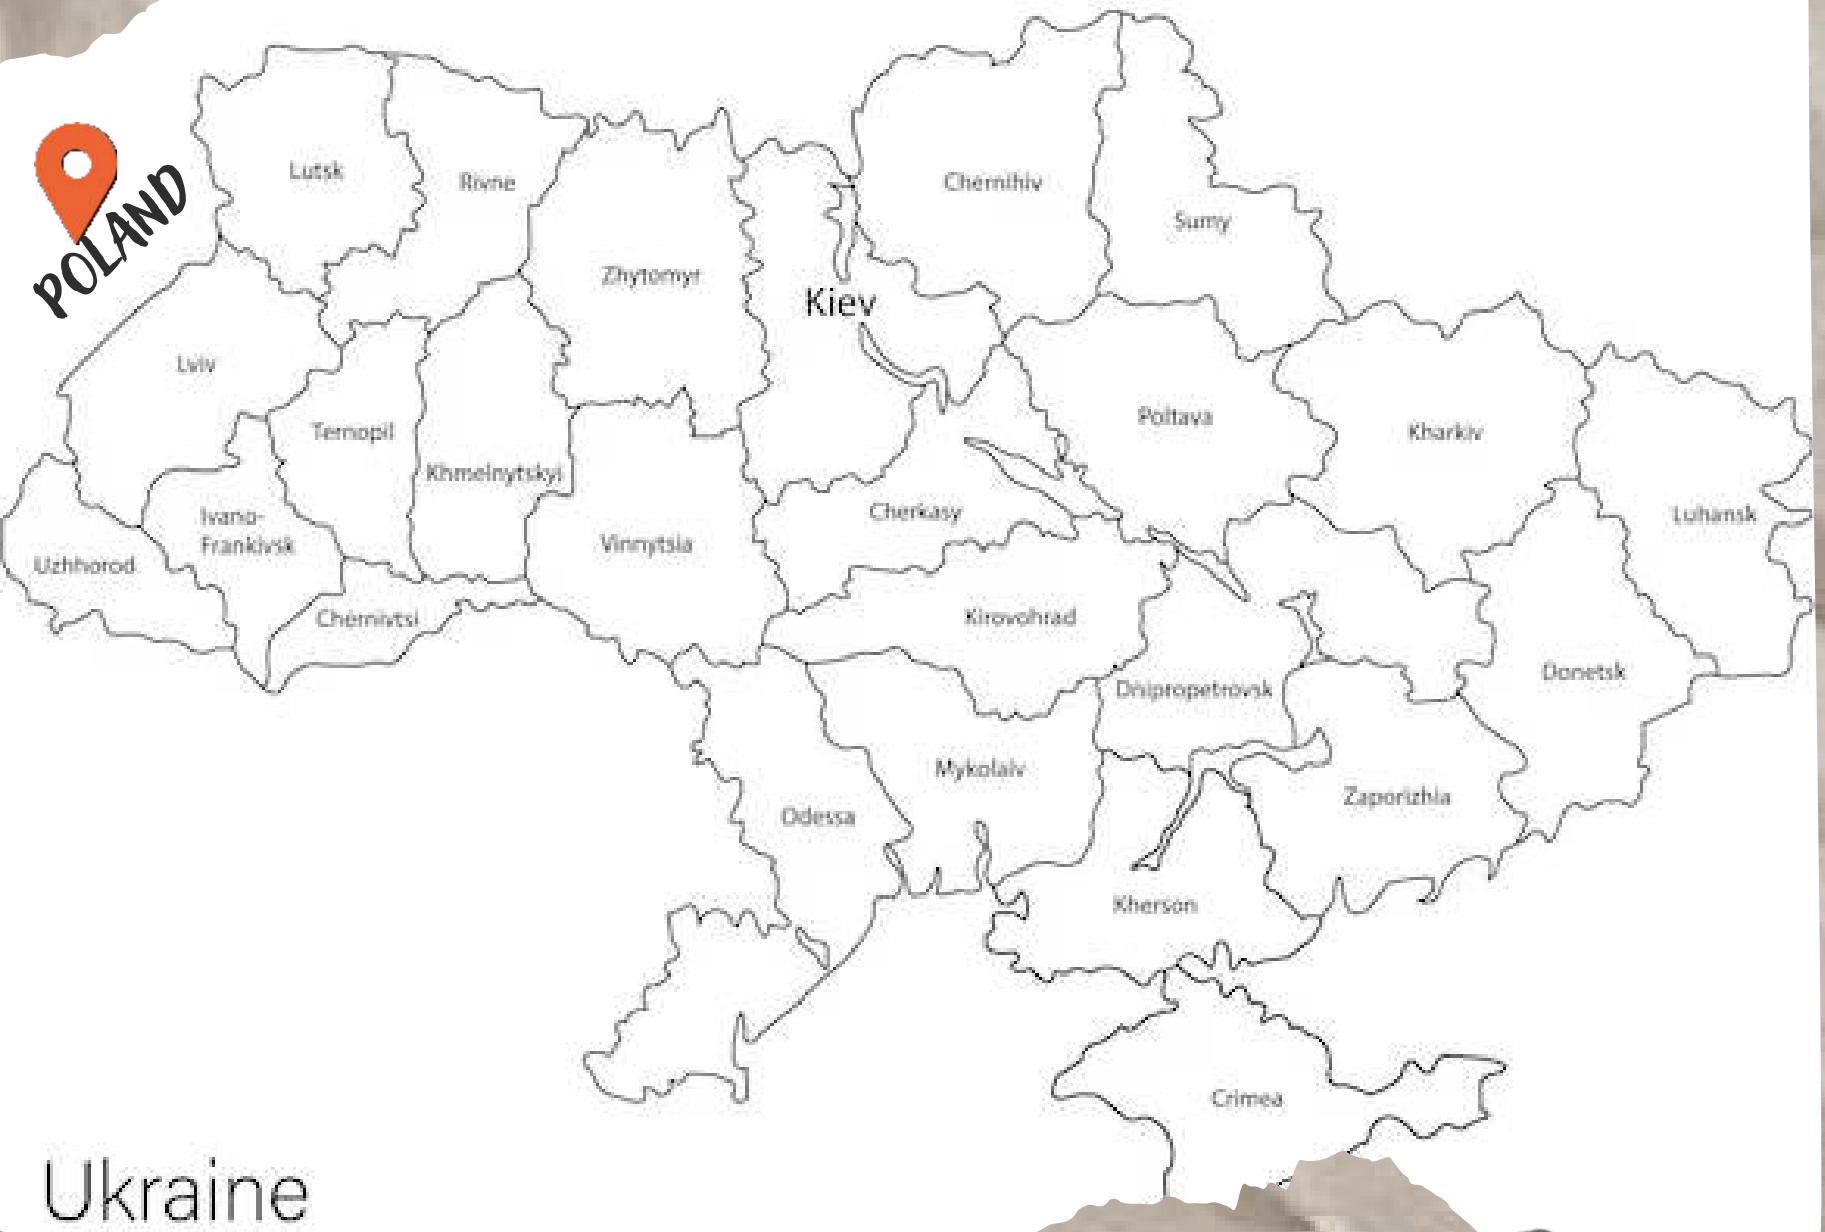 Lutsk
Rivne
Chernihiv
Sumy
POLAND
Zhytomyr
Kiev
Lviv
Ternopil
Poltava
Kharkiv
Khmelnytskyi
Cherkasy
Luhansk
Ivano-
Frankivsk
Vinnytsia
Uzhhorod
Chernivtsi
Kirovohrad
Donetsk
Dnipropetrovsk
Mykolaiv
Zaporizhia
Odessa
Kherson
Crimea
Ukraine